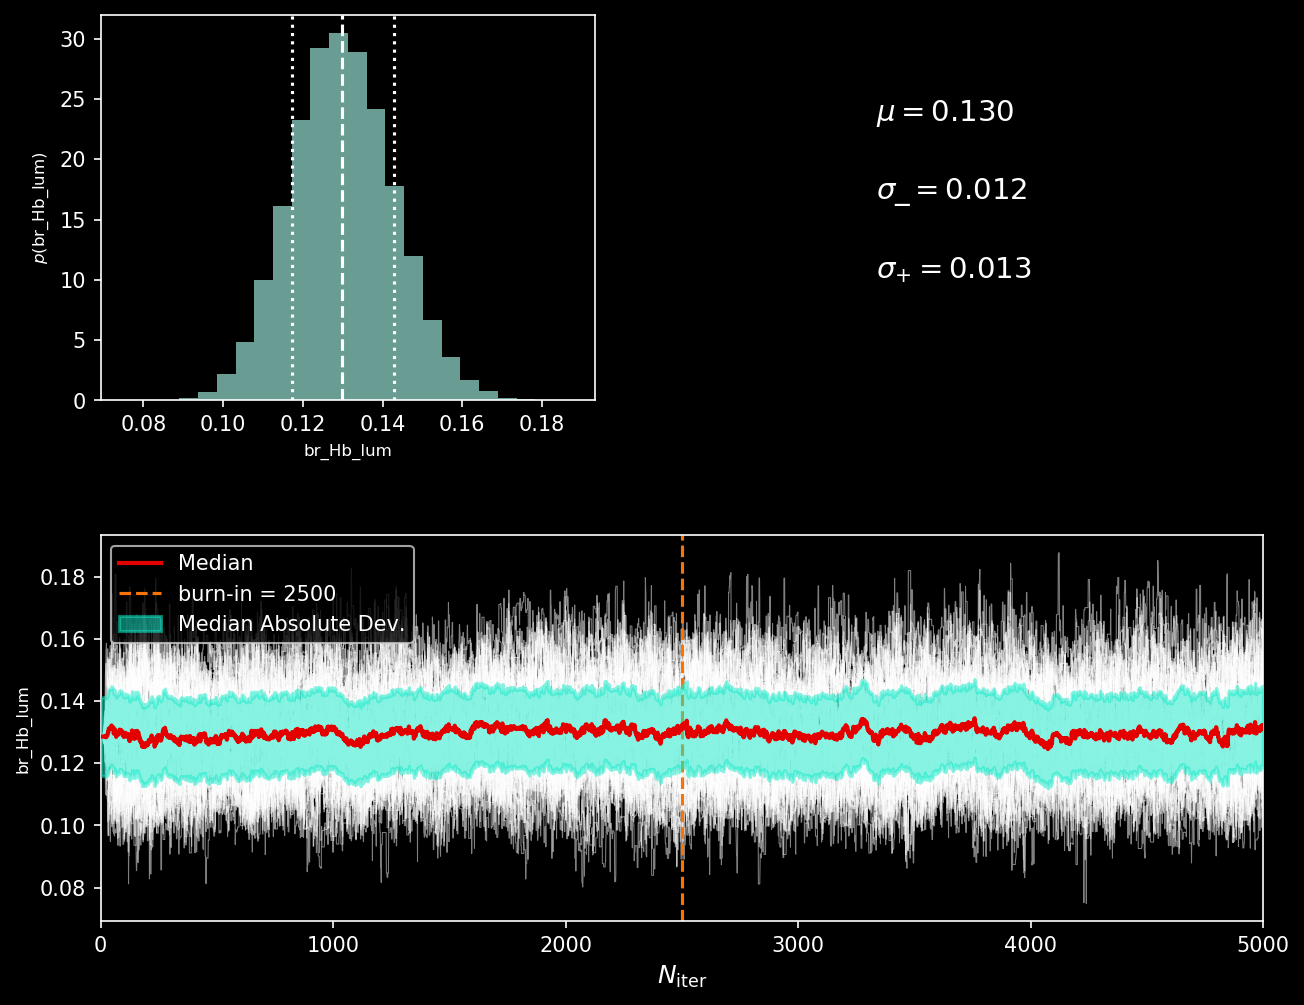 30
25
20
15
10
5
0
p(br_Hb_lum)
0.08 0.10 0.12 0.14 0.16 0.18
br_Hb_lum
μ = 0.130
σ_ = 0.012
σ+ = 0.013
Median
burn-in = 2500
Median Absolute Dev.
0.18
0.16
0.14
0.12
0.10
0.08
br_Hb_lum
0 1000 2000 3000 4000 5000
Niter